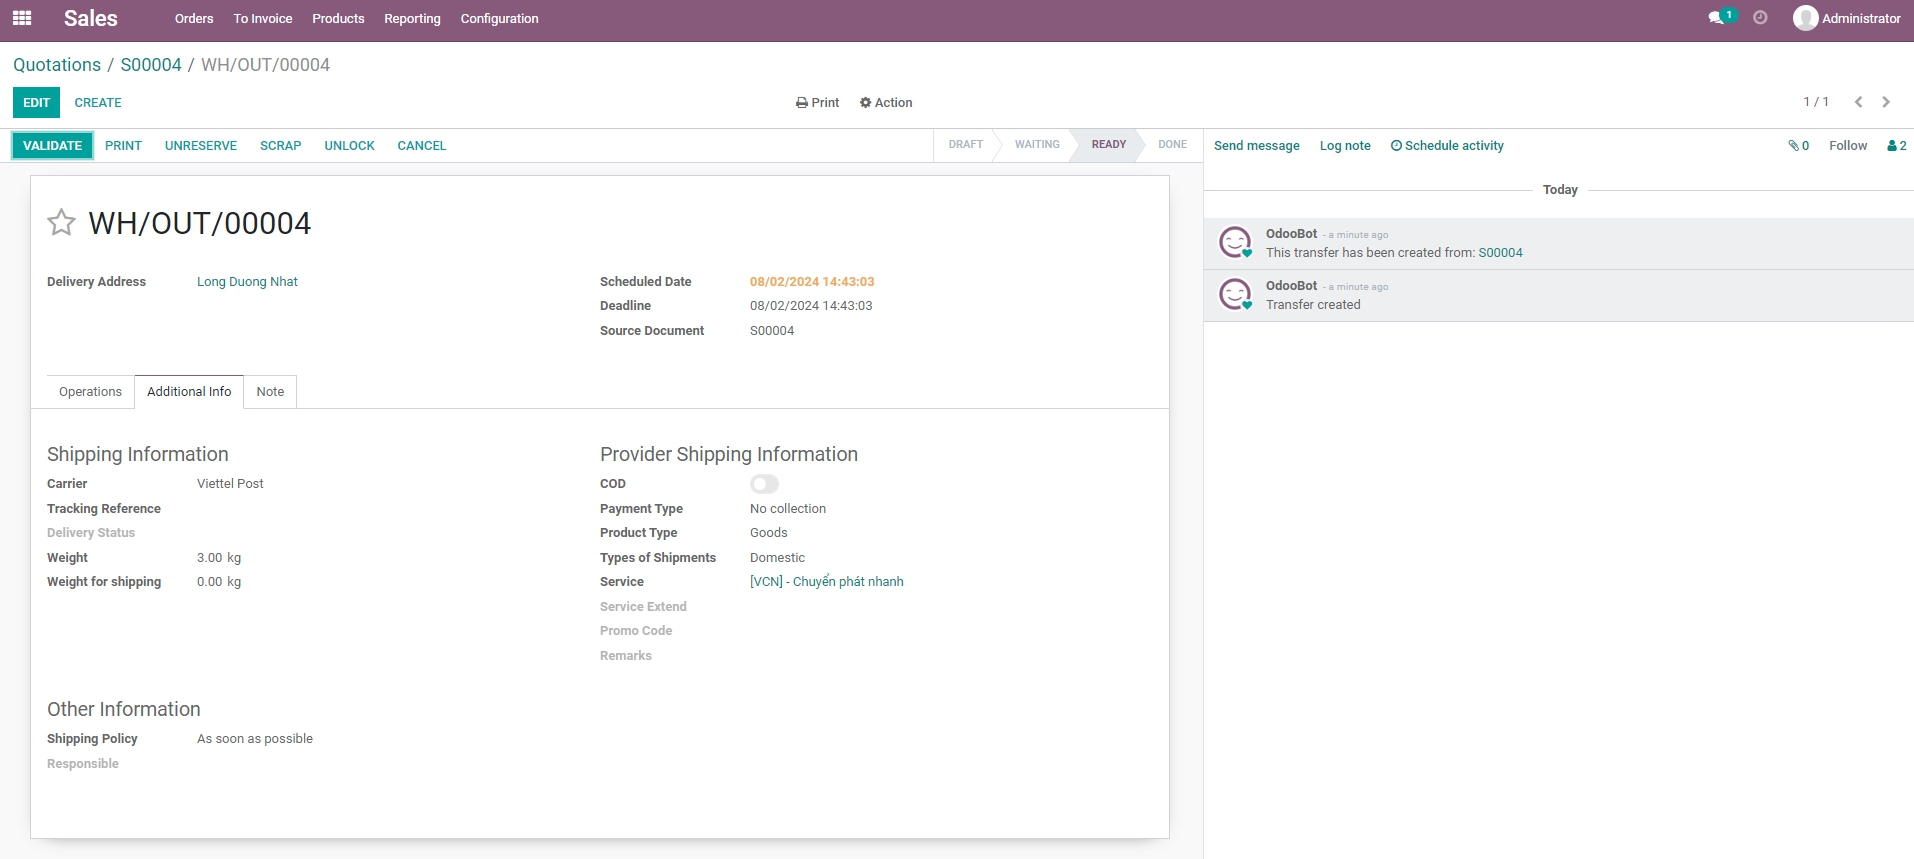 Sales Orders To Invoice Products Reporting Configuration 1 Administrator
Quotations / S00004 / WH/OUT/00004
EDIT CREATE Print Action 1 / 1
VALIDATE PRINT UNRESERVE SCRAP UNLOCK CANCEL DRAFT WAITING READY DONE
Send message Log note Schedule activity 0 Follow 2
WH/OUT/00004
Delivery Address Long Duong Nhat
Scheduled Date 08/02/2024 14:43:03
Deadline 08/02/2024 14:43:03
Source Document S00004
Operations Additional Info Note
Shipping Information
Carrier Viettel Post
Tracking Reference
Delivery Status
Weight 3.00 kg
Weight for shipping 0.00 kg
Provider Shipping Information
COD
Payment Type No collection
Product Type Goods
Types of Shipments Domestic
Service [VCN] - Chuyển phát nhanh
Service Extend
Promo Code
Remarks
Other Information
Shipping Policy As soon as possible
Responsible
Today
OdooBot - a minute ago
This transfer has been created from: S00004
OdooBot - a minute ago
Transfer created